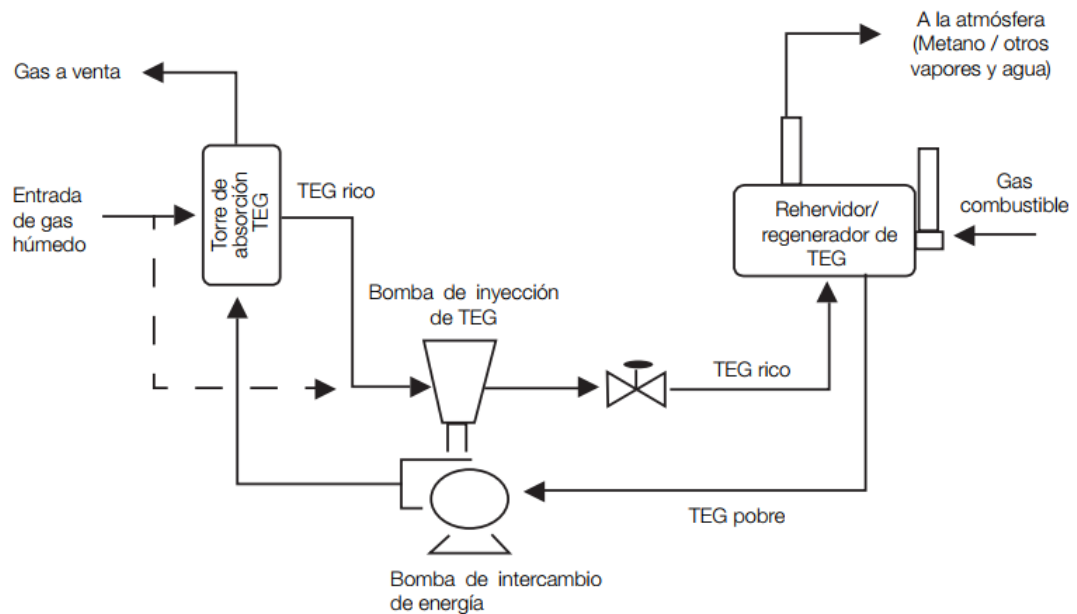 A la atmósfera
(Metano / otros
vapores y agua)
Gas a venta
Torre de
absorción
TEG
TEG rico
Entrada
de gas
húmedo
Rehervidor/
regenerador de
TEG
Gas
combustible
Bomba de inyección
de TEG
TEG rico
TEG pobre
Bomba de intercambio
de energía